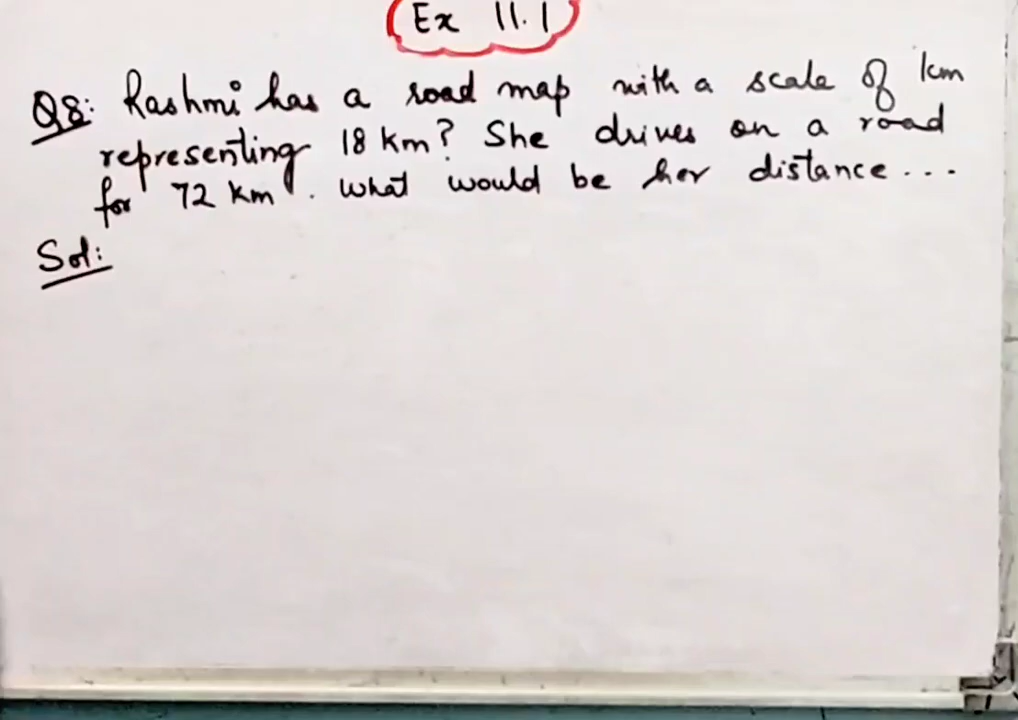 Ex 11.1
Q8: Rashmi has a road map with a scale of 1cm
representing 18 km? She drives on a road
for 72 km. What would be her distance...
Sol: